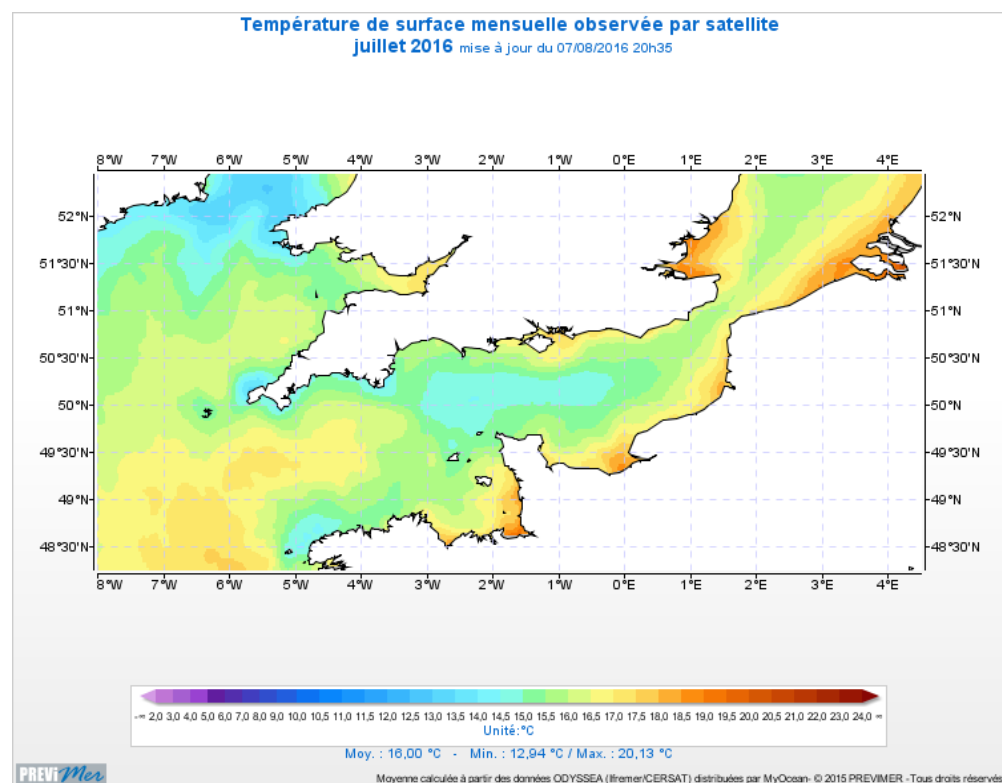 Température de surface mensuelle observée par satellite
juillet 2016 mise à jour du 07/08/2016 20h35
8°W 7°W 6°W 5°W 4°W 3°W 2°W 1°W 0°E 1°E 2°E 3°E 4°E
52°N 52°N
51°30'N 51°30'N
51°N 51°N
50°30'N 50°30'N
50°N 50°N
49°30'N 49°30'N
49°N 49°N
48°30'N 48°30'N
8°W 7°W 6°W 5°W 4°W 3°W 2°W 1°W 0°E 1°E 2°E 3°E 4°E
-∞ 2,0 3,0 4,0 5,0 6,0 7,0 8,0 9,0 10,0 10,5 11,0 11,5 12,0 12,5 13,0 13,5 14,0 14,5 15,0 15,5 16,0 16,5 17,0 17,5 18,0 18,5 19,0 19,5 20,0 20,5 21,0 22,0 23,0 24,0 ∞
Unité:°C
Moy. : 16,00 °C - Min. : 12,94 °C / Max. : 20,13 °C
PREVIMer
Moyenne calculée à partir des données ODYSSEA (Ifremer/CERSAT) distribuées par MyOcean- © 2015 PREVIMER -Tous droits réservés